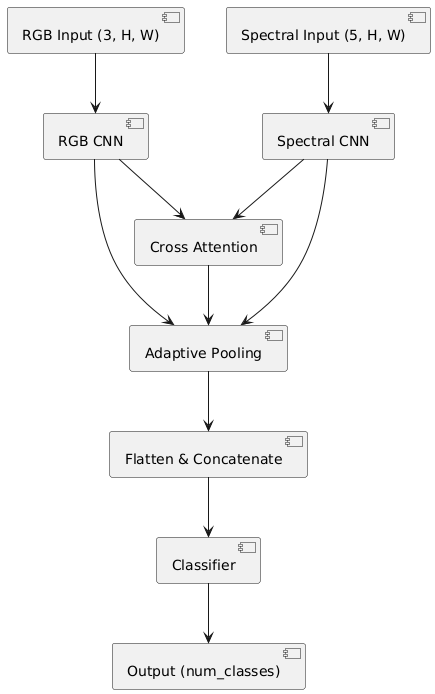 RGB Input (3, H, W)
Spectral Input (5, H, W)
RGB CNN
Spectral CNN
Cross Attention
Adaptive Pooling
Flatten & Concatenate
Classifier
Output (num_classes)